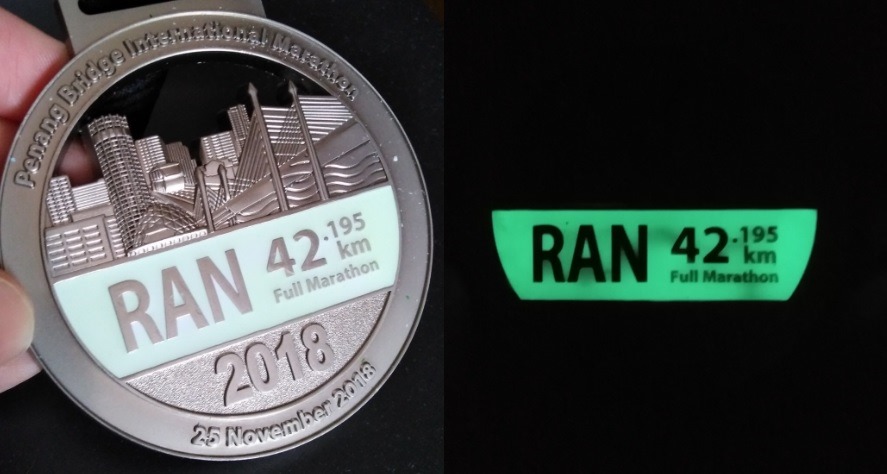 Penang Bridge International Marathon
RAN 42.195 km
Full Marathon
2018
25 November 2018
RAN 42.195 km
Full Marathon